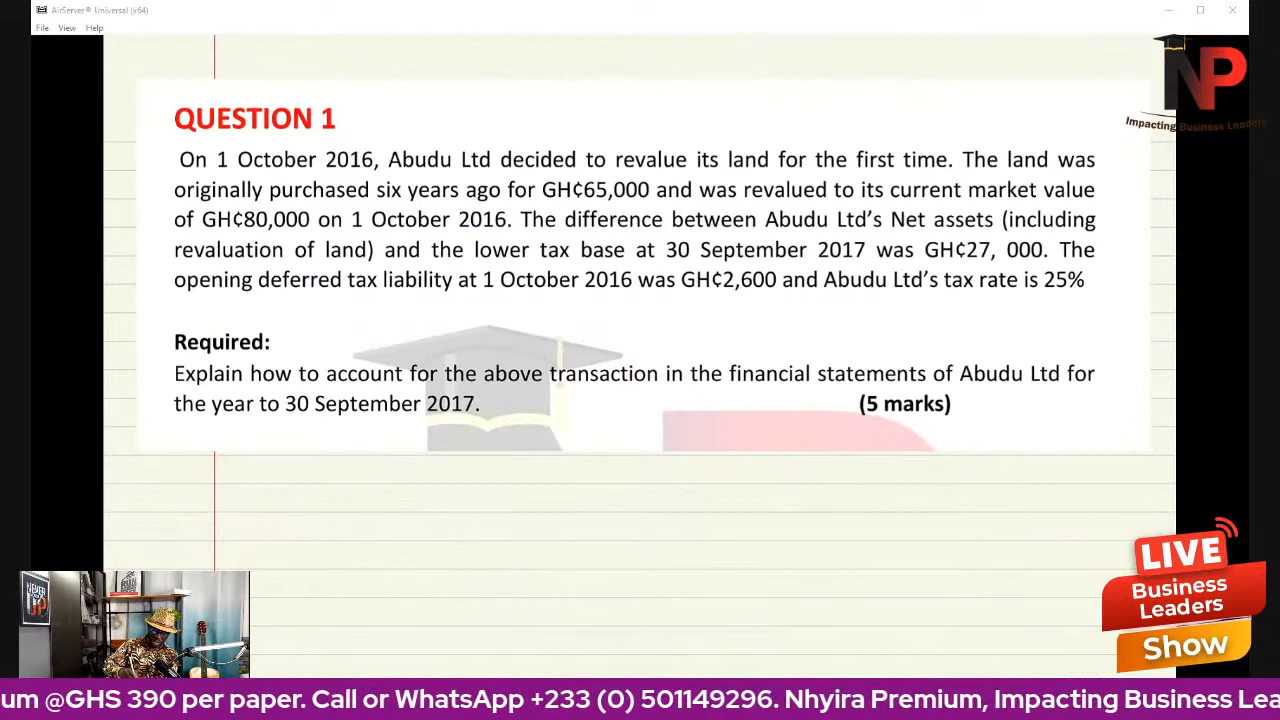 AirServer® Universal (x64)
File View Help
NP
Impacting Business Leaders
QUESTION 1
On 1 October 2016, Abudu Ltd decided to revalue its land for the first time. The land was
originally purchased six years ago for GH¢65,000 and was revalued to its current market value
of GH¢80,000 on 1 October 2016. The difference between Abudu Ltd’s Net assets (including
revaluation of land) and the lower tax base at 30 September 2017 was GH¢27, 000. The
opening deferred tax liability at 1 October 2016 was GH¢2,600 and Abudu Ltd’s tax rate is 25%
Required:
Explain how to account for the above transaction in the financial statements of Abudu Ltd for
the year to 30 September 2017. (5 marks)
LIVE
Business
Leaders
Show
um @GHS 390 per paper. Call or WhatsApp +233 (0) 501149296. Nhyira Premium, Impacting Business Lea